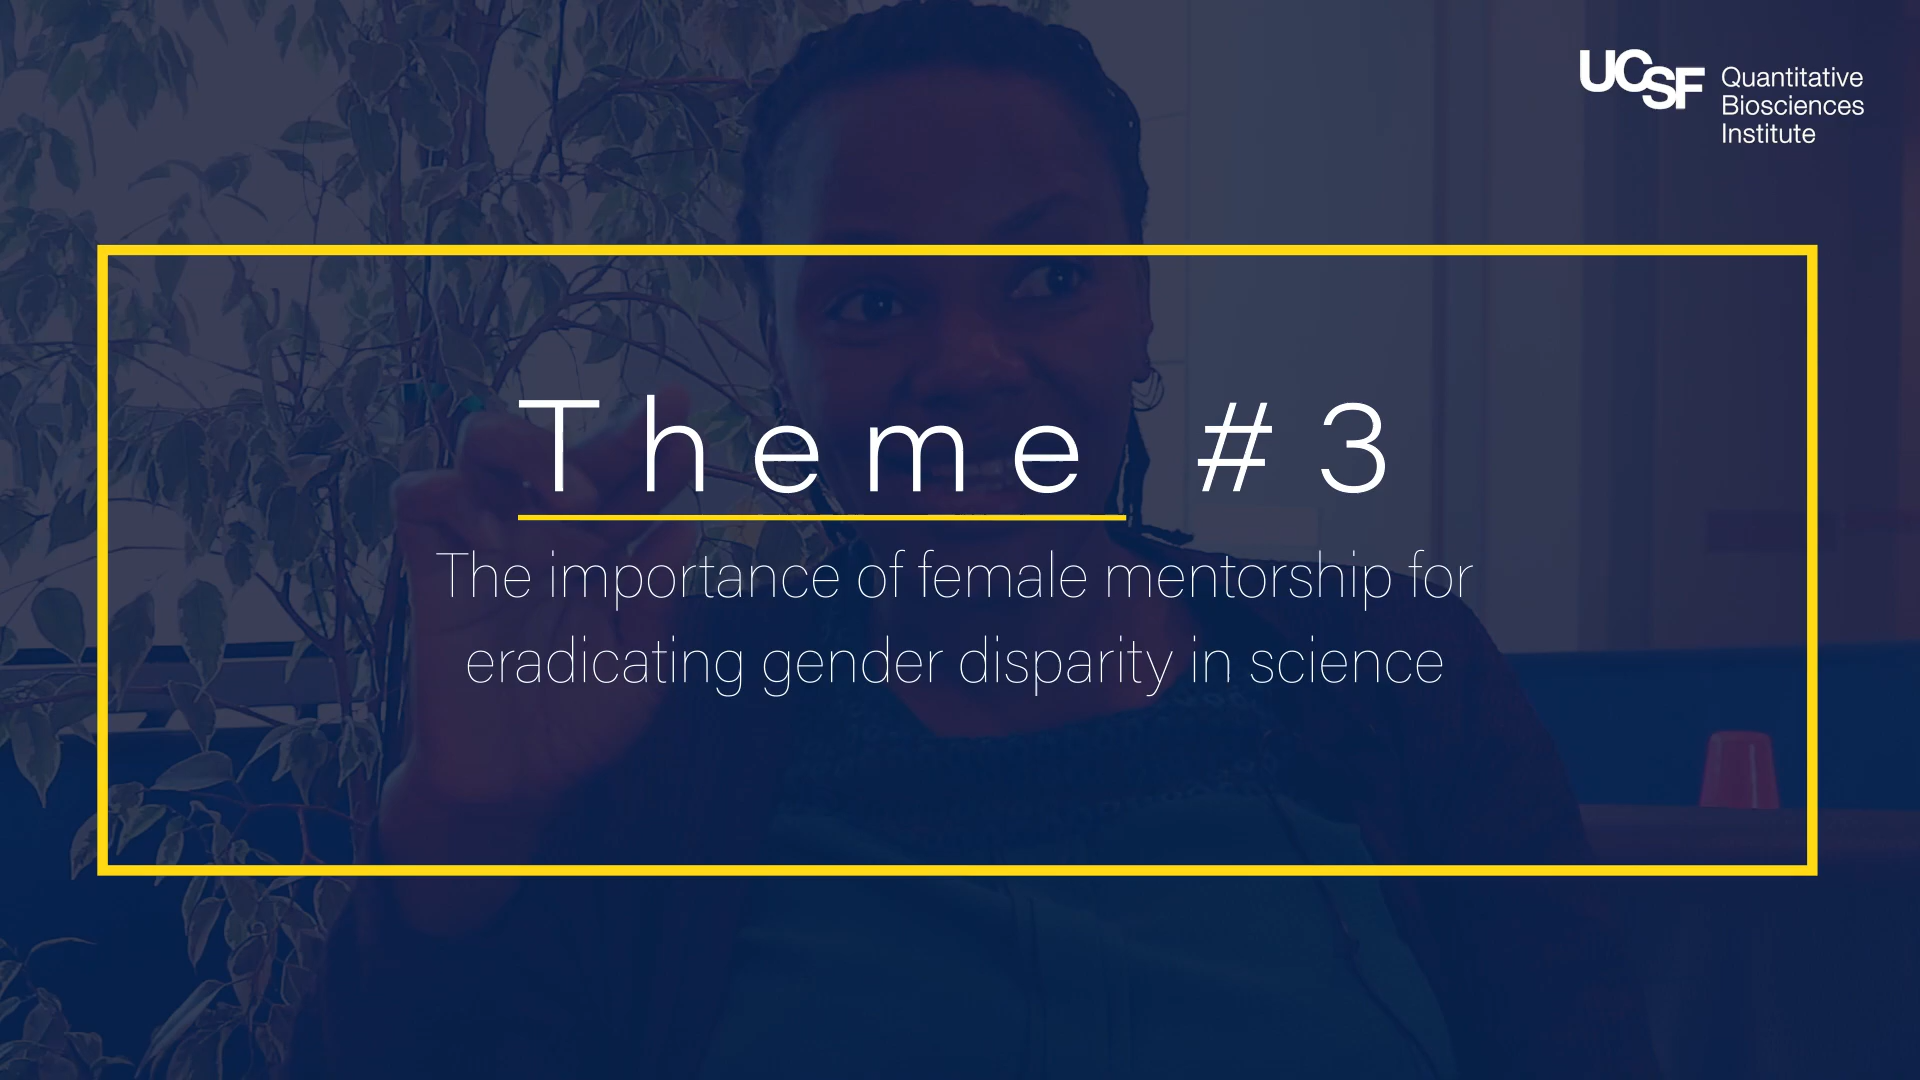 UCSF Quantitative
Biosciences
Institute
Theme #3
The importance of female mentorship for
eradicating gender disparity in science